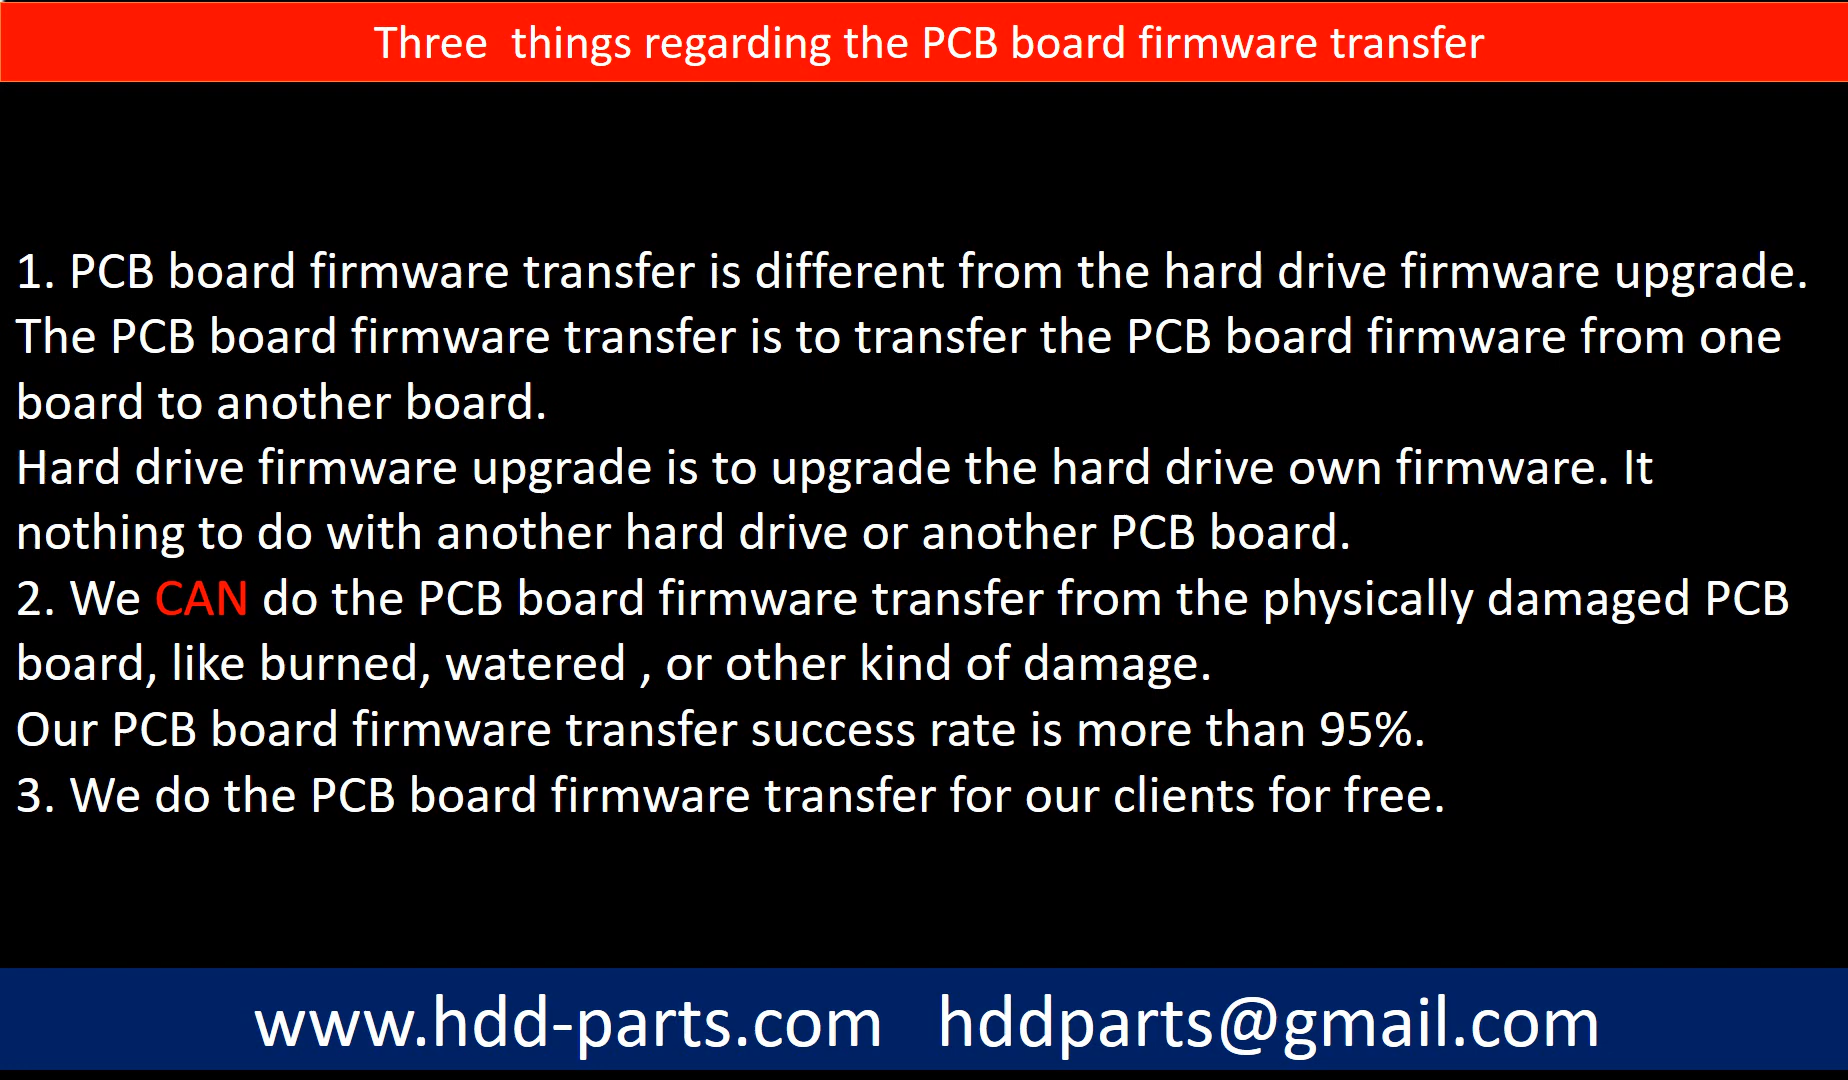 Three  things regarding the PCB board firmware transfer
1. PCB board firmware transfer is different from the hard drive firmware upgrade.
The PCB board firmware transfer is to transfer the PCB board firmware from one
board to another board.
Hard drive firmware upgrade is to upgrade the hard drive own firmware. It
nothing to do with another hard drive or another PCB board.
2. We CAN do the PCB board firmware transfer from the physically damaged PCB
board, like burned, watered , or other kind of damage.
Our PCB board firmware transfer success rate is more than 95%.
3. We do the PCB board firmware transfer for our clients for free.
www.hdd-parts.com   hddparts@gmail.com